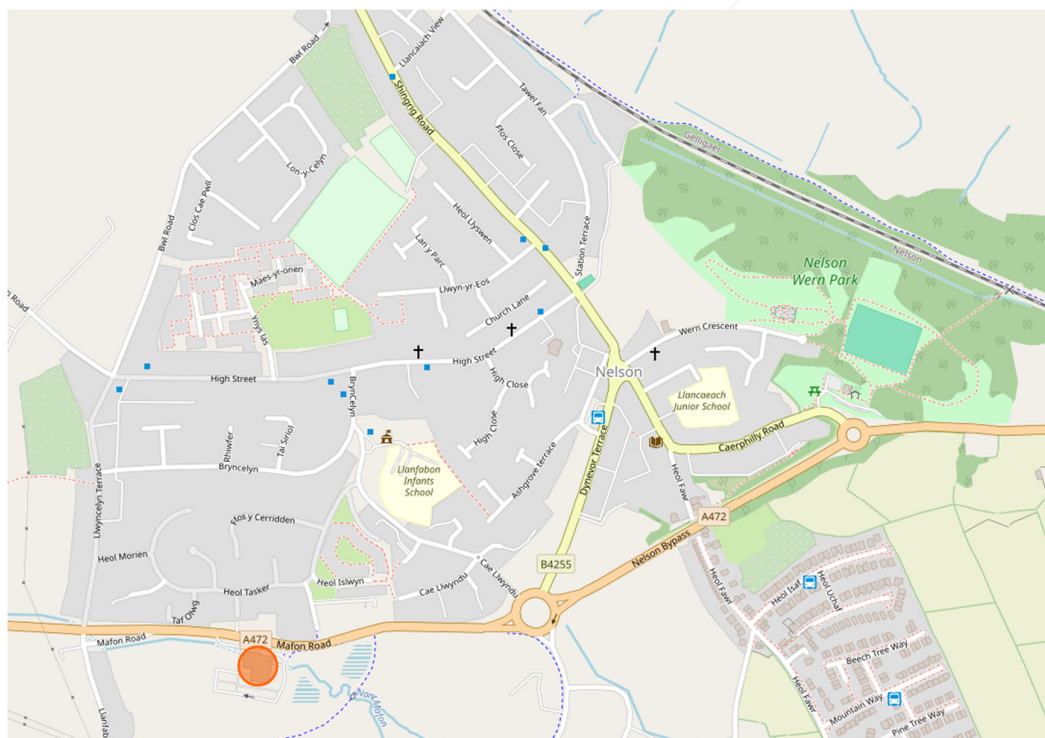 Bwl Road
Llancaiach View
Shingrig Road
Tawel Fan
Ffos Close
Gelligaer
Lon-y-Celyn
Clos Cae Pwll
Heol Llyswen
Station Terrace
Bwl Road
Lan y Parc
Nelson
Nelson
Wern Park
Maes-yr-onen
Llwyn-yr-Eos
n Road
Ynys las
Church Lane
Wern Crescent
High Street
High Street
Nelson
High Close
BrynCelyn
Llancaeach
Junior School
Rhiwfer
Tai Siriol
High Close
Caerphilly Road
Bryncelyn
Llanfabon
Infants
School
Ashgrove terrace
Dynevor Terrace
Heol Fawr
Llwyncelyn Terrace
Ffos y Cerridden
A472
Nelson Bypass
Heol Morien
B4255
Heol Fawr
Heol Isaf
Heol Uchaf
Cae Llwyndu
Heol Islwyn
Heol Tasker
Cae Llwyndu
Taf Olwg
Mafon Road
A472
Mafon Road
Beech Tree Way
Nant Mafon
Heol Fawr
Mountain Way
Llanfab
Pine Tree Way